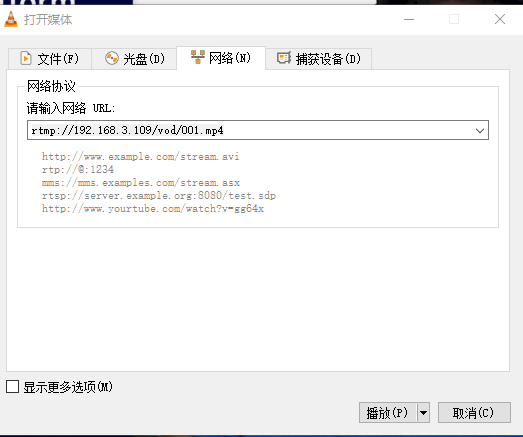 打开媒体
文件(F)
光盘(D)
网络(N)
捕获设备(D)
网络协议
请输入网络 URL:
rtmp://192.168.3.109/vod/001.mp4
http://www.example.com/stream.avi
rtp://@:1234
mms://mms.examples.com/stream.asx
rtsp://server.example.org:8080/test.sdp
http://www.yourtube.com/watch?v=gg64x
显示更多选项(M)
播放(P)
取消(C)